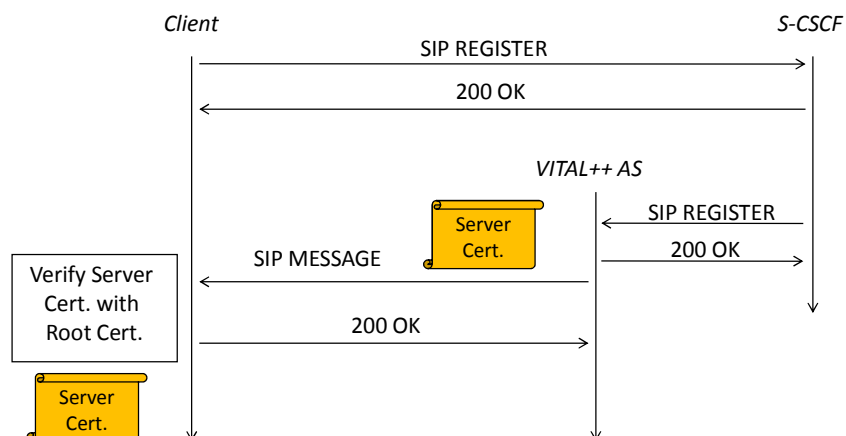 Client
S-CSCF
SIP REGISTER
200 OK
VITAL++ AS
SIP REGISTER
Server
Cert.
200 OK
SIP MESSAGE
Verify Server
Cert. with
Root Cert.
200 OK
Server
Cert.